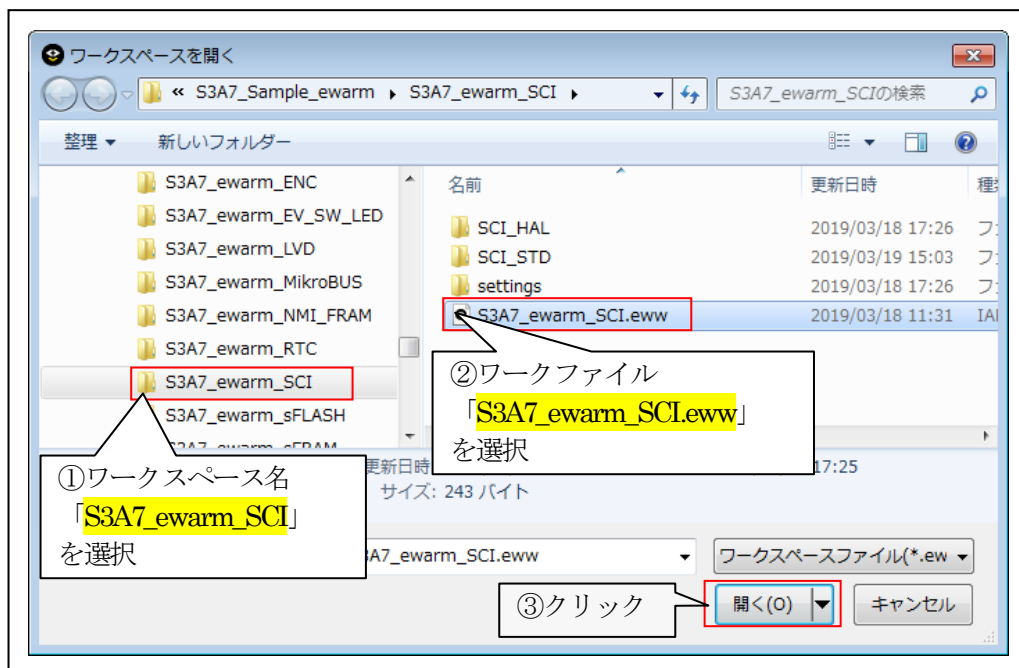 ワークスペースを開く
« S3A7_Sample_ewarm ▸ S3A7_ewarm_SCI ▸
S3A7_ewarm_SCIの検索
整理 ▼ 新しいフォルダー
S3A7_ewarm_ENC
S3A7_ewarm_EV_SW_LED
S3A7_ewarm_LVD
S3A7_ewarm_MikroBUS
S3A7_ewarm_NMI_FRAM
S3A7_ewarm_RTC
S3A7_ewarm_SCI
S3A7_ewarm_sFLASH
名前 更新日時
SCI_HAL 2019/03/18 17:26
SCI_STD 2019/03/19 15:03
settings 2019/03/18 17:26
S3A7_ewarm_SCI.eww 2019/03/18 11:31
②ワークファイル
「S3A7_ewarm_SCI.eww」
を選択
①ワークスペース名
「S3A7_ewarm_SCI」
を選択
更新日時 17:25
サイズ: 243 バイト
A7_ewarm_SCI.eww
ワークスペースファイル(*.ew
③クリック
開く(O)
キャンセル